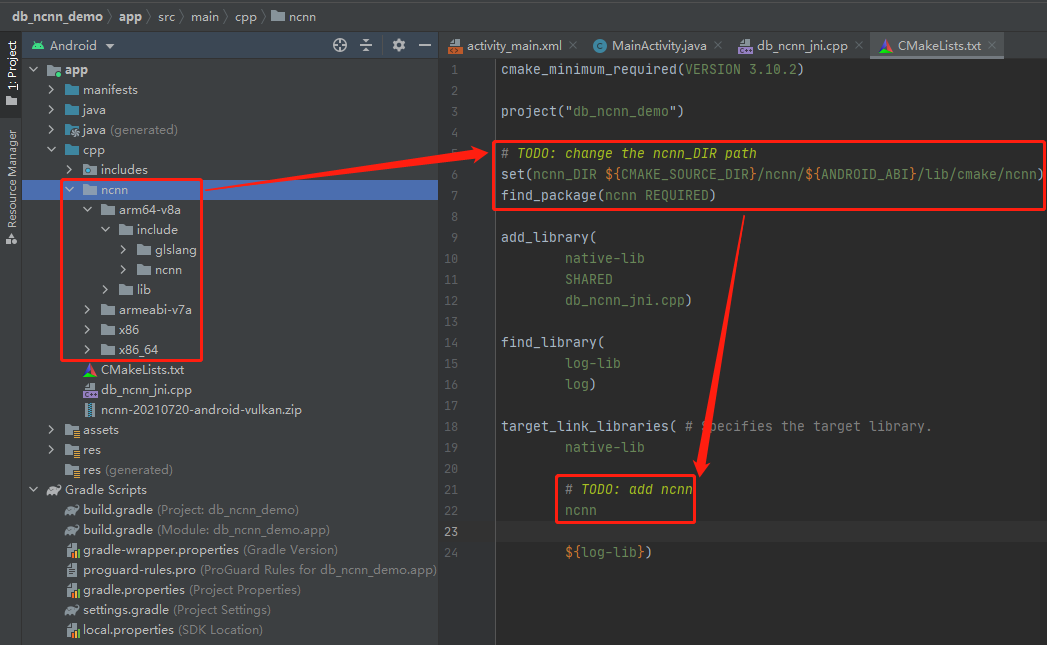 db_ncnn_demo app src main cpp ncnn
Android
activity_main.xml MainActivity.java db_ncnn_jni.cpp CMakeLists.txt
1: Project
Resource Manager
app
manifests
java
java (generated)
cpp
includes
ncnn
arm64-v8a
include
glslang
ncnn
lib
armeabi-v7a
x86
x86_64
CMakeLists.txt
db_ncnn_jni.cpp
ncnn-20210720-android-vulkan.zip
assets
res
res (generated)
Gradle Scripts
build.gradle (Project: db_ncnn_demo)
build.gradle (Module: db_ncnn_demo.app)
gradle-wrapper.properties (Gradle Version)
proguard-rules.pro (ProGuard Rules for db_ncnn_demo.app)
gradle.properties (Project Properties)
settings.gradle (Project Settings)
local.properties (SDK Location)
1 cmake_minimum_required(VERSION 3.10.2)
2
3 project("db_ncnn_demo")
4
5 # TODO: change the ncnn_DIR path
6 set(ncnn_DIR ${CMAKE_SOURCE_DIR}/ncnn/${ANDROID_ABI}/lib/cmake/ncnn)
7 find_package(ncnn REQUIRED)
8
9 add_library(
10 native-lib
11 SHARED
12 db_ncnn_jni.cpp)
13
14 find_library(
15 log-lib
16 log)
17
18 target_link_libraries( # Specifies the target library.
19 native-lib
20
21 # TODO: add ncnn
22 ncnn
23
24 ${log-lib})